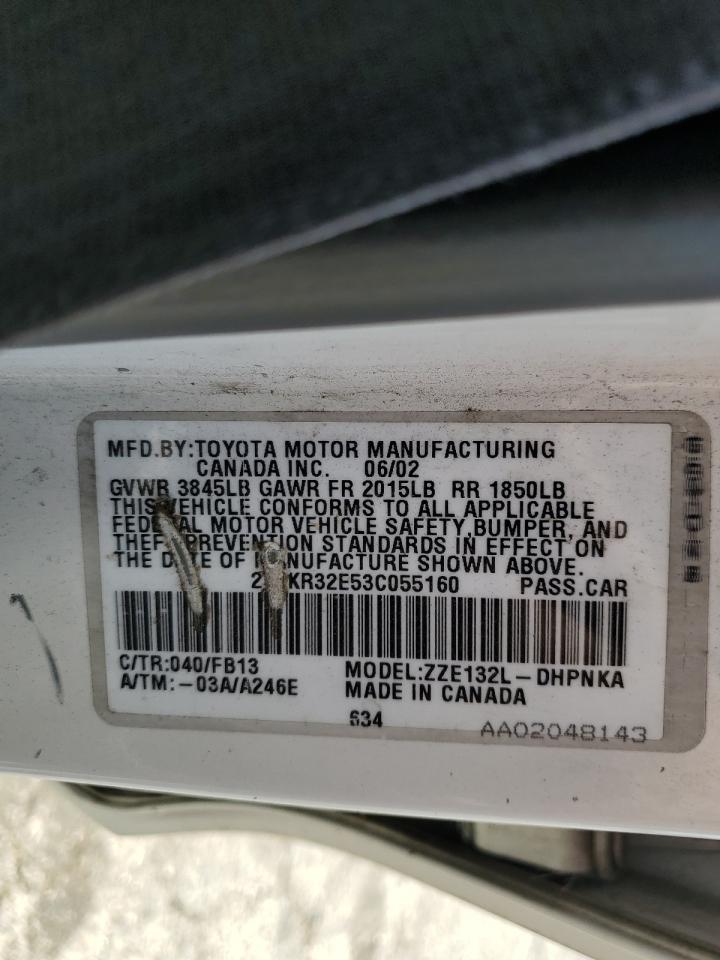 MFD.BY:TOYOTA MOTOR MANUFACTURING
CANADA INC. 06/02
GVWR 3845LB GAWR FR 2015LB RR 1850LB
THIS VEHICLE CONFORMS TO ALL APPLICABLE
FEDERAL MOTOR VEHICLE SAFETY,BUMPER, AND
THEFT PREVENTION STANDARDS IN EFFECT ON
THE DATE OF MANUFACTURE SHOWN ABOVE.
PASS.CAR
C/TR:040/FB13 MODEL:ZZE132L-DHPNKA
A/TM:-03A/A246E MADE IN CANADA
634
AA02048143